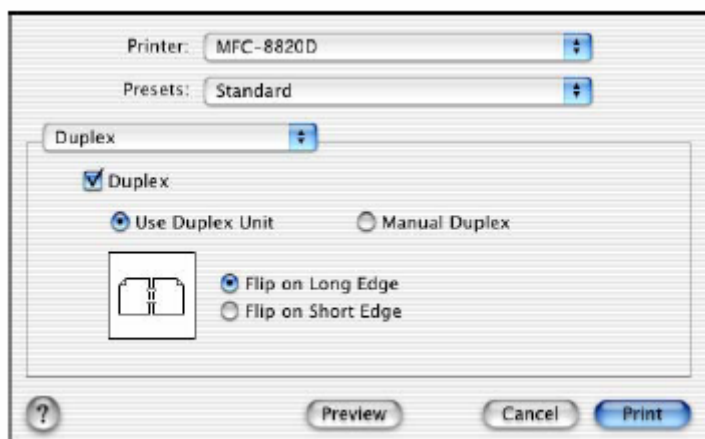 Printer: MFC-8820D
Presets: Standard
Duplex
Duplex
Use Duplex Unit Manual Duplex
Flip on Long Edge
Flip on Short Edge
? Preview Cancel Print